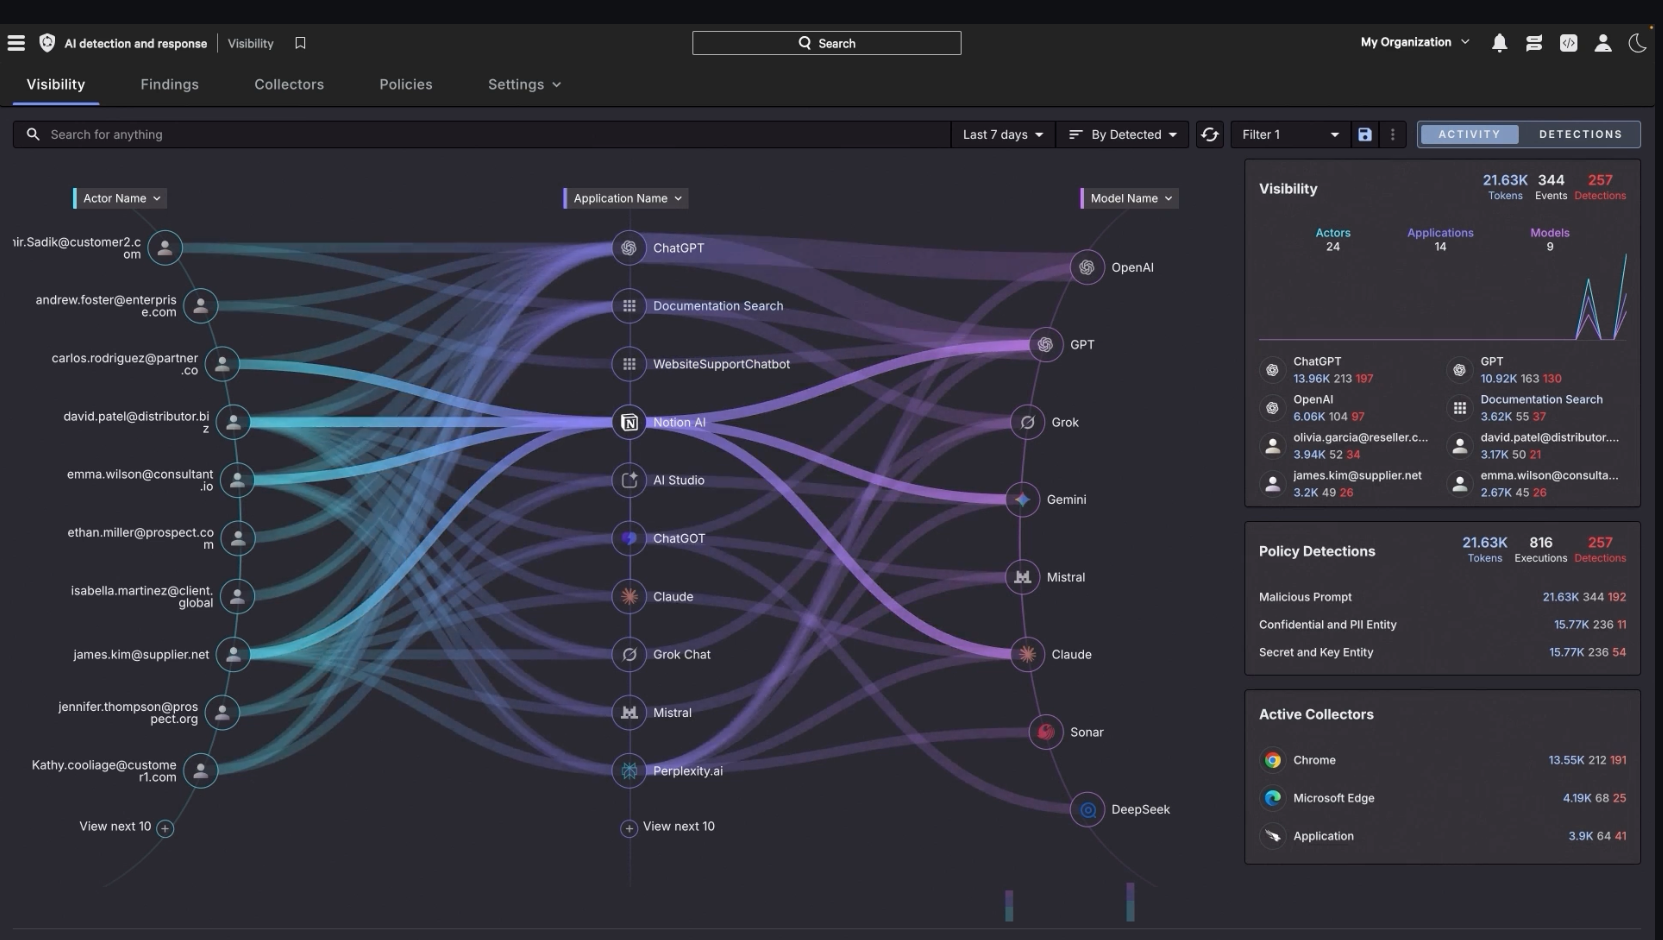 AI detection and response
Visibility
Search
My Organization
Visibility
Findings
Collectors
Policies
Settings
Search for anything
Last 7 days
By Detected
Filter 1
ACTIVITY
DETECTIONS
Actor Name
ir.Sadik@customer2.c
om
andrew.foster@enterpris
e.com
carlos.rodriguez@partner
.co
david.patel@distributor.bi
z
emma.wilson@consultant
.io
ethan.miller@prospect.co
m
isabella.martinez@client.
global
james.kim@supplier.net
jennifer.thompson@pros
pect.org
Kathy.cooliage@custome
r1.com
View next 10
Application Name
ChatGPT
Documentation Search
WebsiteSupportChatbot
Notion AI
AI Studio
ChatGOT
Claude
Grok Chat
Mistral
Perplexity.ai
View next 10
Model Name
OpenAI
GPT
Grok
Gemini
Mistral
Claude
Sonar
DeepSeek
Visibility
21.63K 344 257
Tokens Events Detections
Actors Applications Models
24 14 9
ChatGPT
13.96K 213 197
GPT
10.92K 163 130
OpenAI
6.06K 104 97
Documentation Search
3.62K 55 37
olivia.garcia@reseller.c...
3.94K 52 34
david.patel@distributor....
3.17K 50 21
james.kim@supplier.net
3.2K 49 26
emma.wilson@consulta...
2.67K 45 26
Policy Detections
21.63K 816 257
Tokens Executions Detections
Malicious Prompt 21.63K 344 192
Confidential and PII Entity 15.77K 236 11
Secret and Key Entity 15.77K 236 54
Active Collectors
Chrome 13.55K 212 191
Microsoft Edge 4.19K 68 25
Application 3.9K 64 41